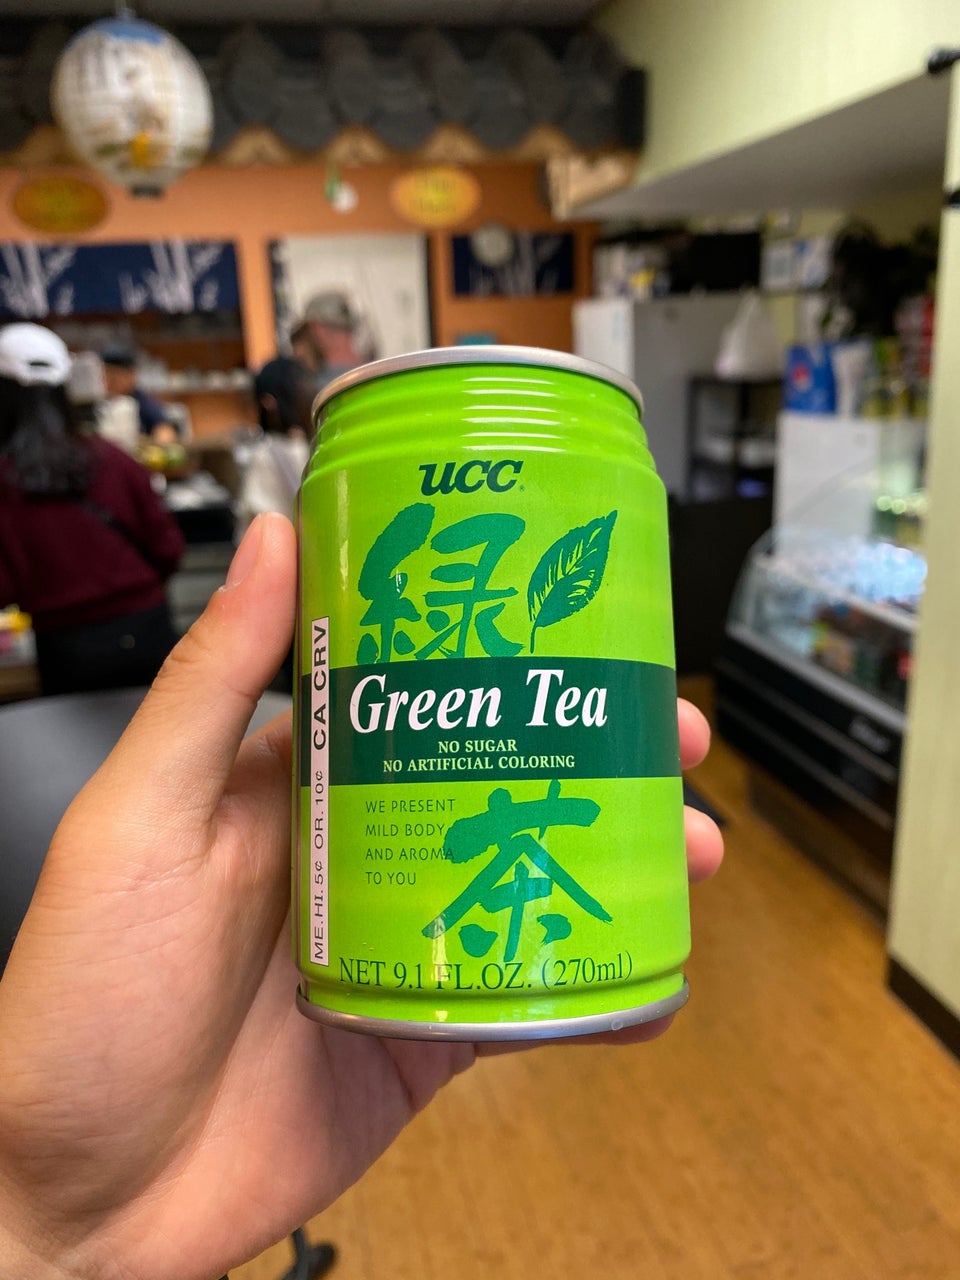 UCC
緑
Green Tea
NO SUGAR
NO ARTIFICIAL COLORING
WE PRESENT
MILD BODY
AND AROMA
TO YOU
茶
NET 9.1 FL.OZ. (270ml)
ME.HI.5¢ OR.10¢ CA CRV